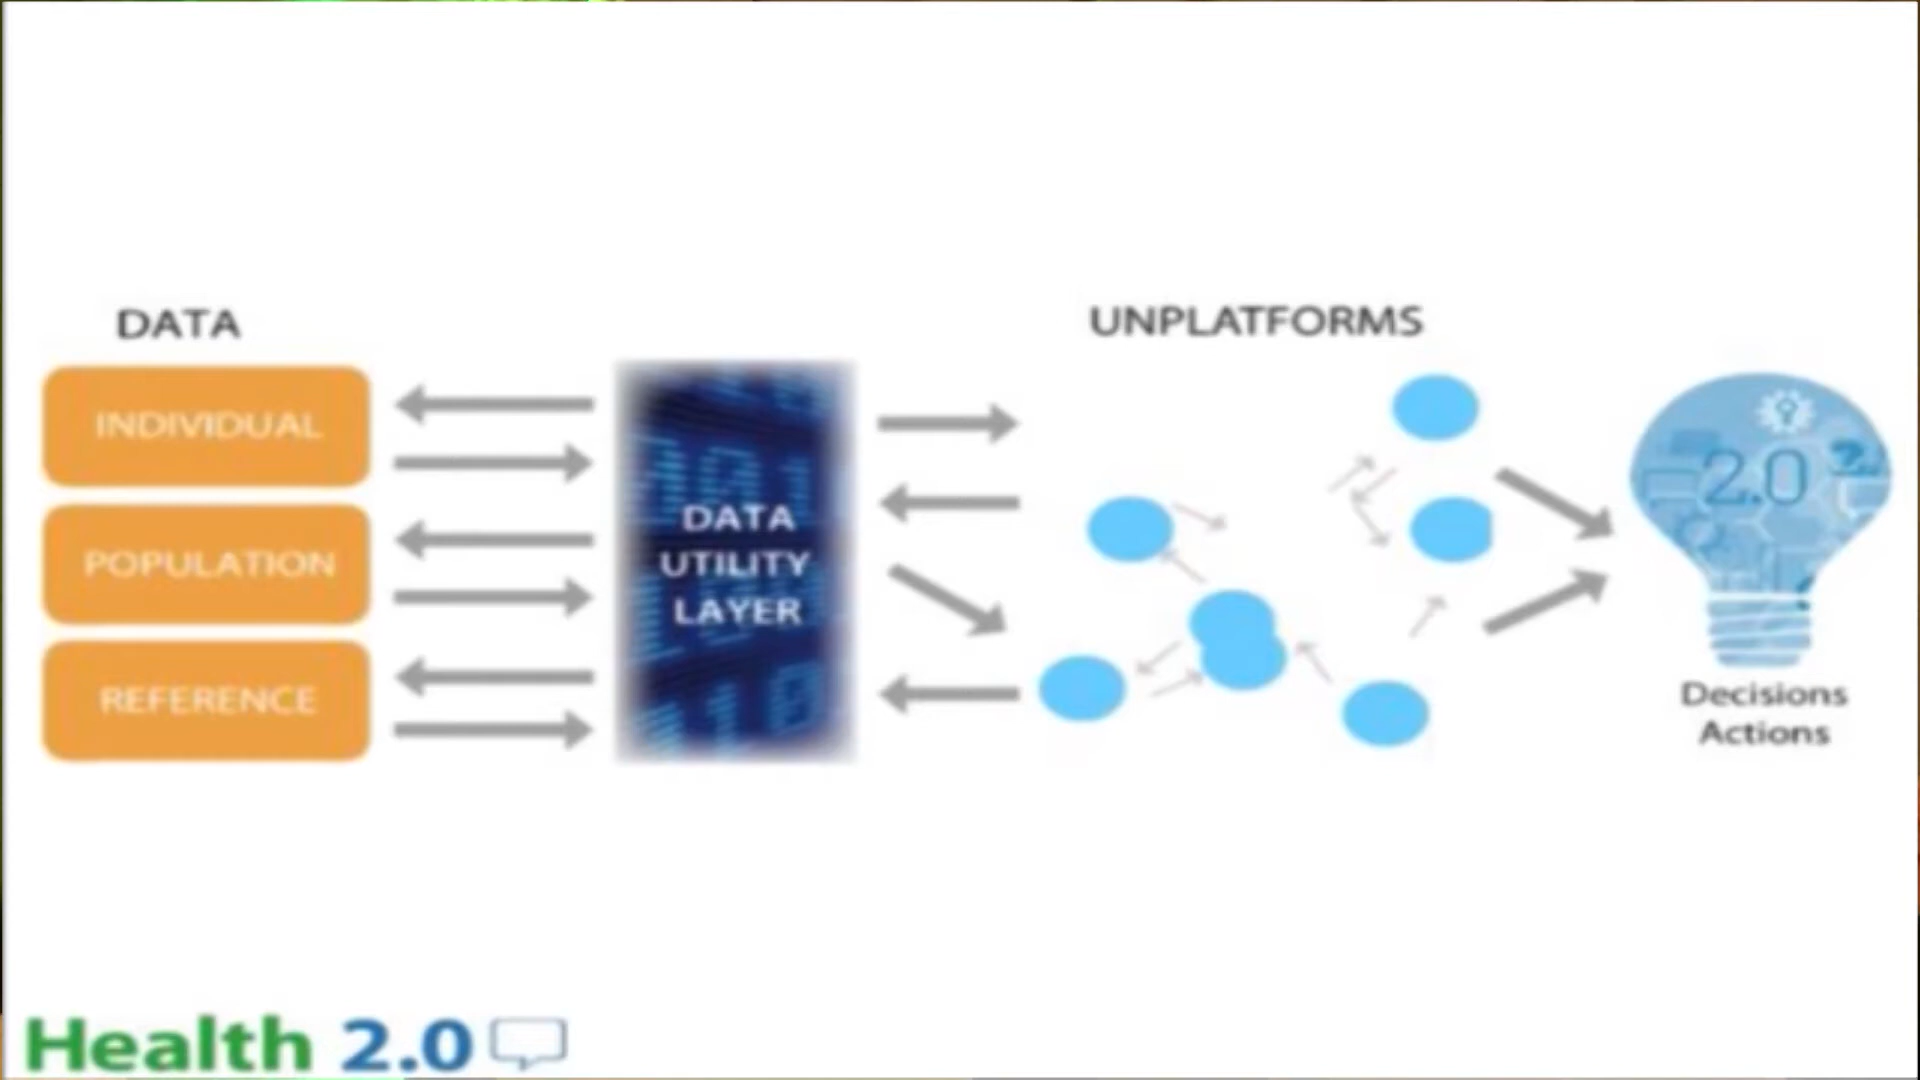 DATA
INDIVIDUAL
POPULATION
REFERENCE
DATA
UTILITY
LAYER
UNPLATFORMS
2.0
Decisions
Actions
Health 2.0